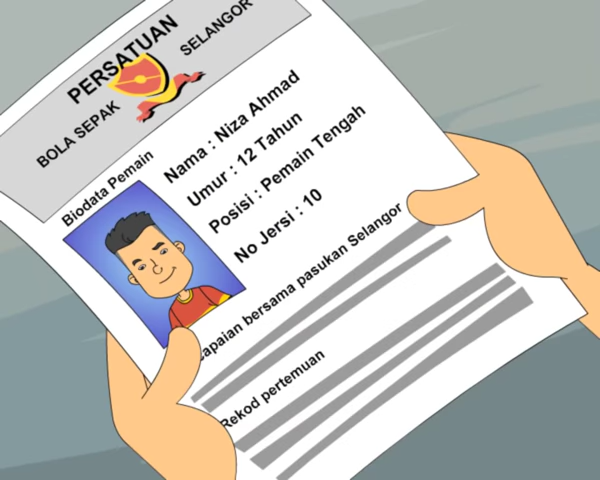 PERSATUAN
BOLA SEPAK SELANGOR
Biodata Pemain
Nama : Niza Ahmad
Umur : 12 Tahun
Posisi : Pemain Tengah
No Jersi : 10
bersama pasukan Selangor
Rekod pertemuan